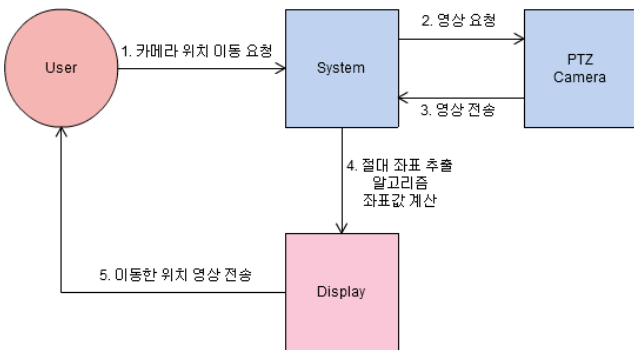 User
1. 카메라 위치 이동 요청
System
2. 영상 요청
PTZ
Camera
3. 영상 전송
4. 절대 좌표 추출
알고리즘
좌표값 계산
5. 이동한 위치 영상 전송
Display